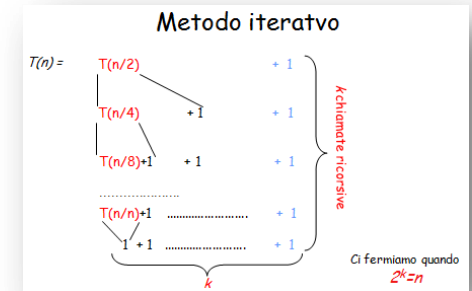 Metodo iteratvo
T(n) = T(n/2) + 1
T(n/4) + 1 + 1
T(n/8)+1 + 1 + 1
.....................
T(n/n)+1 ......................... + 1
1 + 1 ......................... + 1
k
k chiamate ricorsive
Ci fermiamo quando
2^k=n